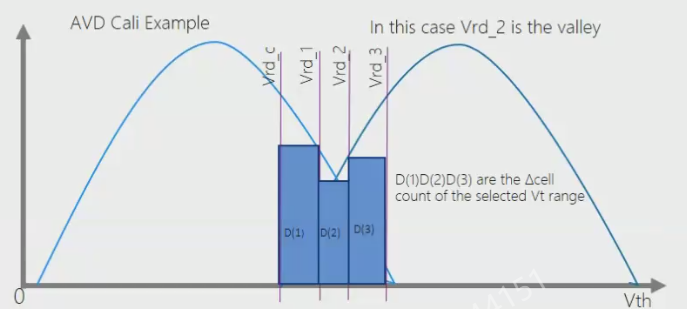 AVD Cali Example
In this case Vrd_2 is the valley
Vrd_c
Vrd_1
Vrd_2
Vrd_3
D(1)D(2)D(3) are the Δcell
count of the selected Vt range
D(1)
D(2)
D(3)
0
Vth